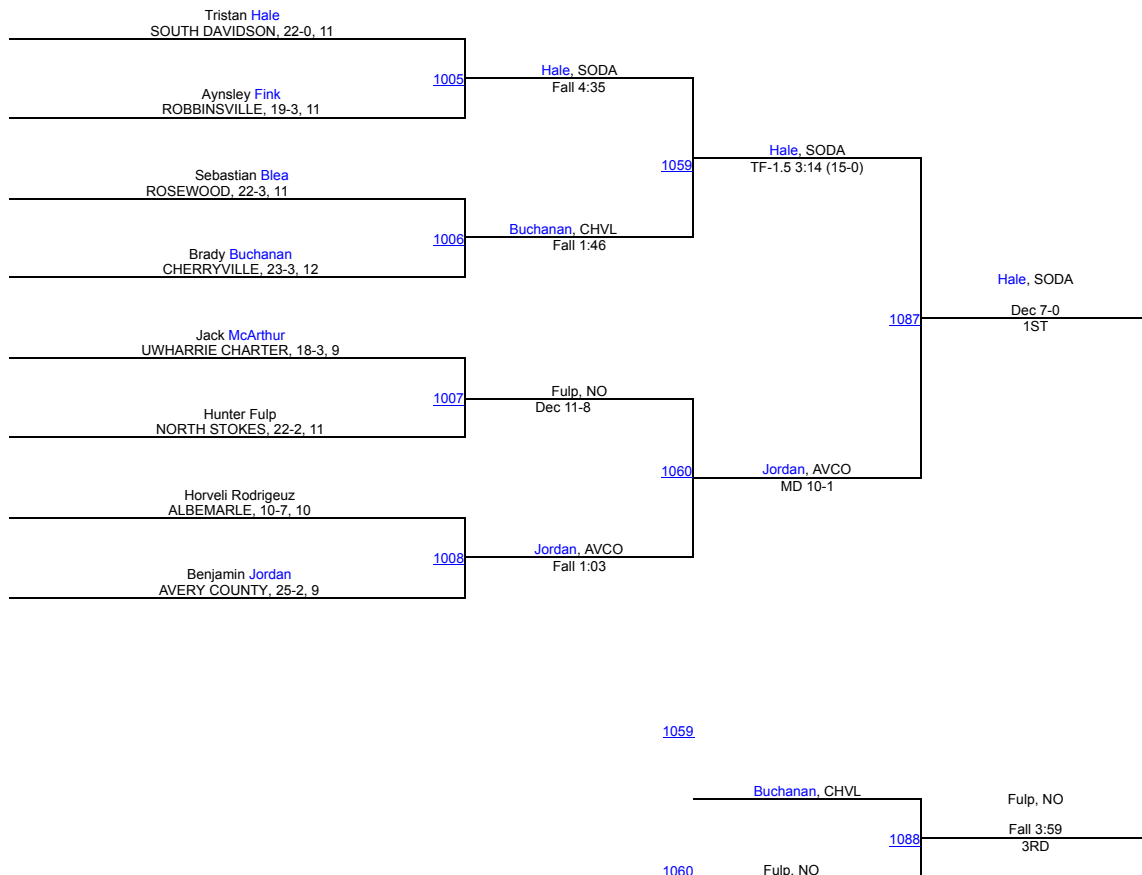 Tristan Hale
SOUTH DAVIDSON, 22-0, 11
1005
Hale, SODA
Fall 4:35
Aynsley Fink
ROBBINSVILLE, 19-3, 11
1059
Hale, SODA
TF-1.5 3:14 (15-0)
Sebastian Blea
ROSEWOOD, 22-3, 11
1006
Buchanan, CHVL
Fall 1:46
Brady Buchanan
CHERRYVILLE, 23-3, 12
1087
Hale, SODA
Dec 7-0
1ST
Jack McArthur
UWHARRIE CHARTER, 18-3, 9
1007
Fulp, NO
Dec 11-8
Hunter Fulp
NORTH STOKES, 22-2, 11
1060
Jordan, AVCO
MD 10-1
Horveli Rodrigeuz
ALBEMARLE, 10-7, 10
1008
Jordan, AVCO
Fall 1:03
Benjamin Jordan
AVERY COUNTY, 25-2, 9
1059
Buchanan, CHVL
1088
Fulp, NO
Fall 3:59
3RD
1060
Fulp, NO